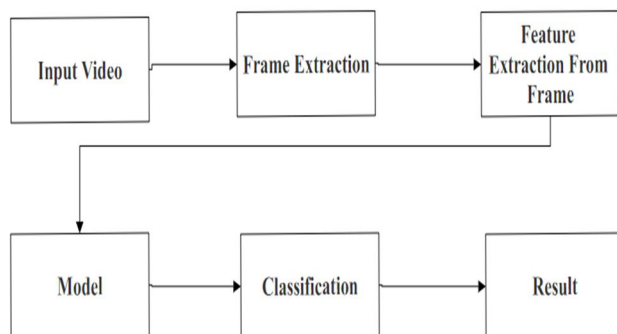 Input Video
Frame Extraction
Feature
Extraction From
Frame
Model
Classification
Result